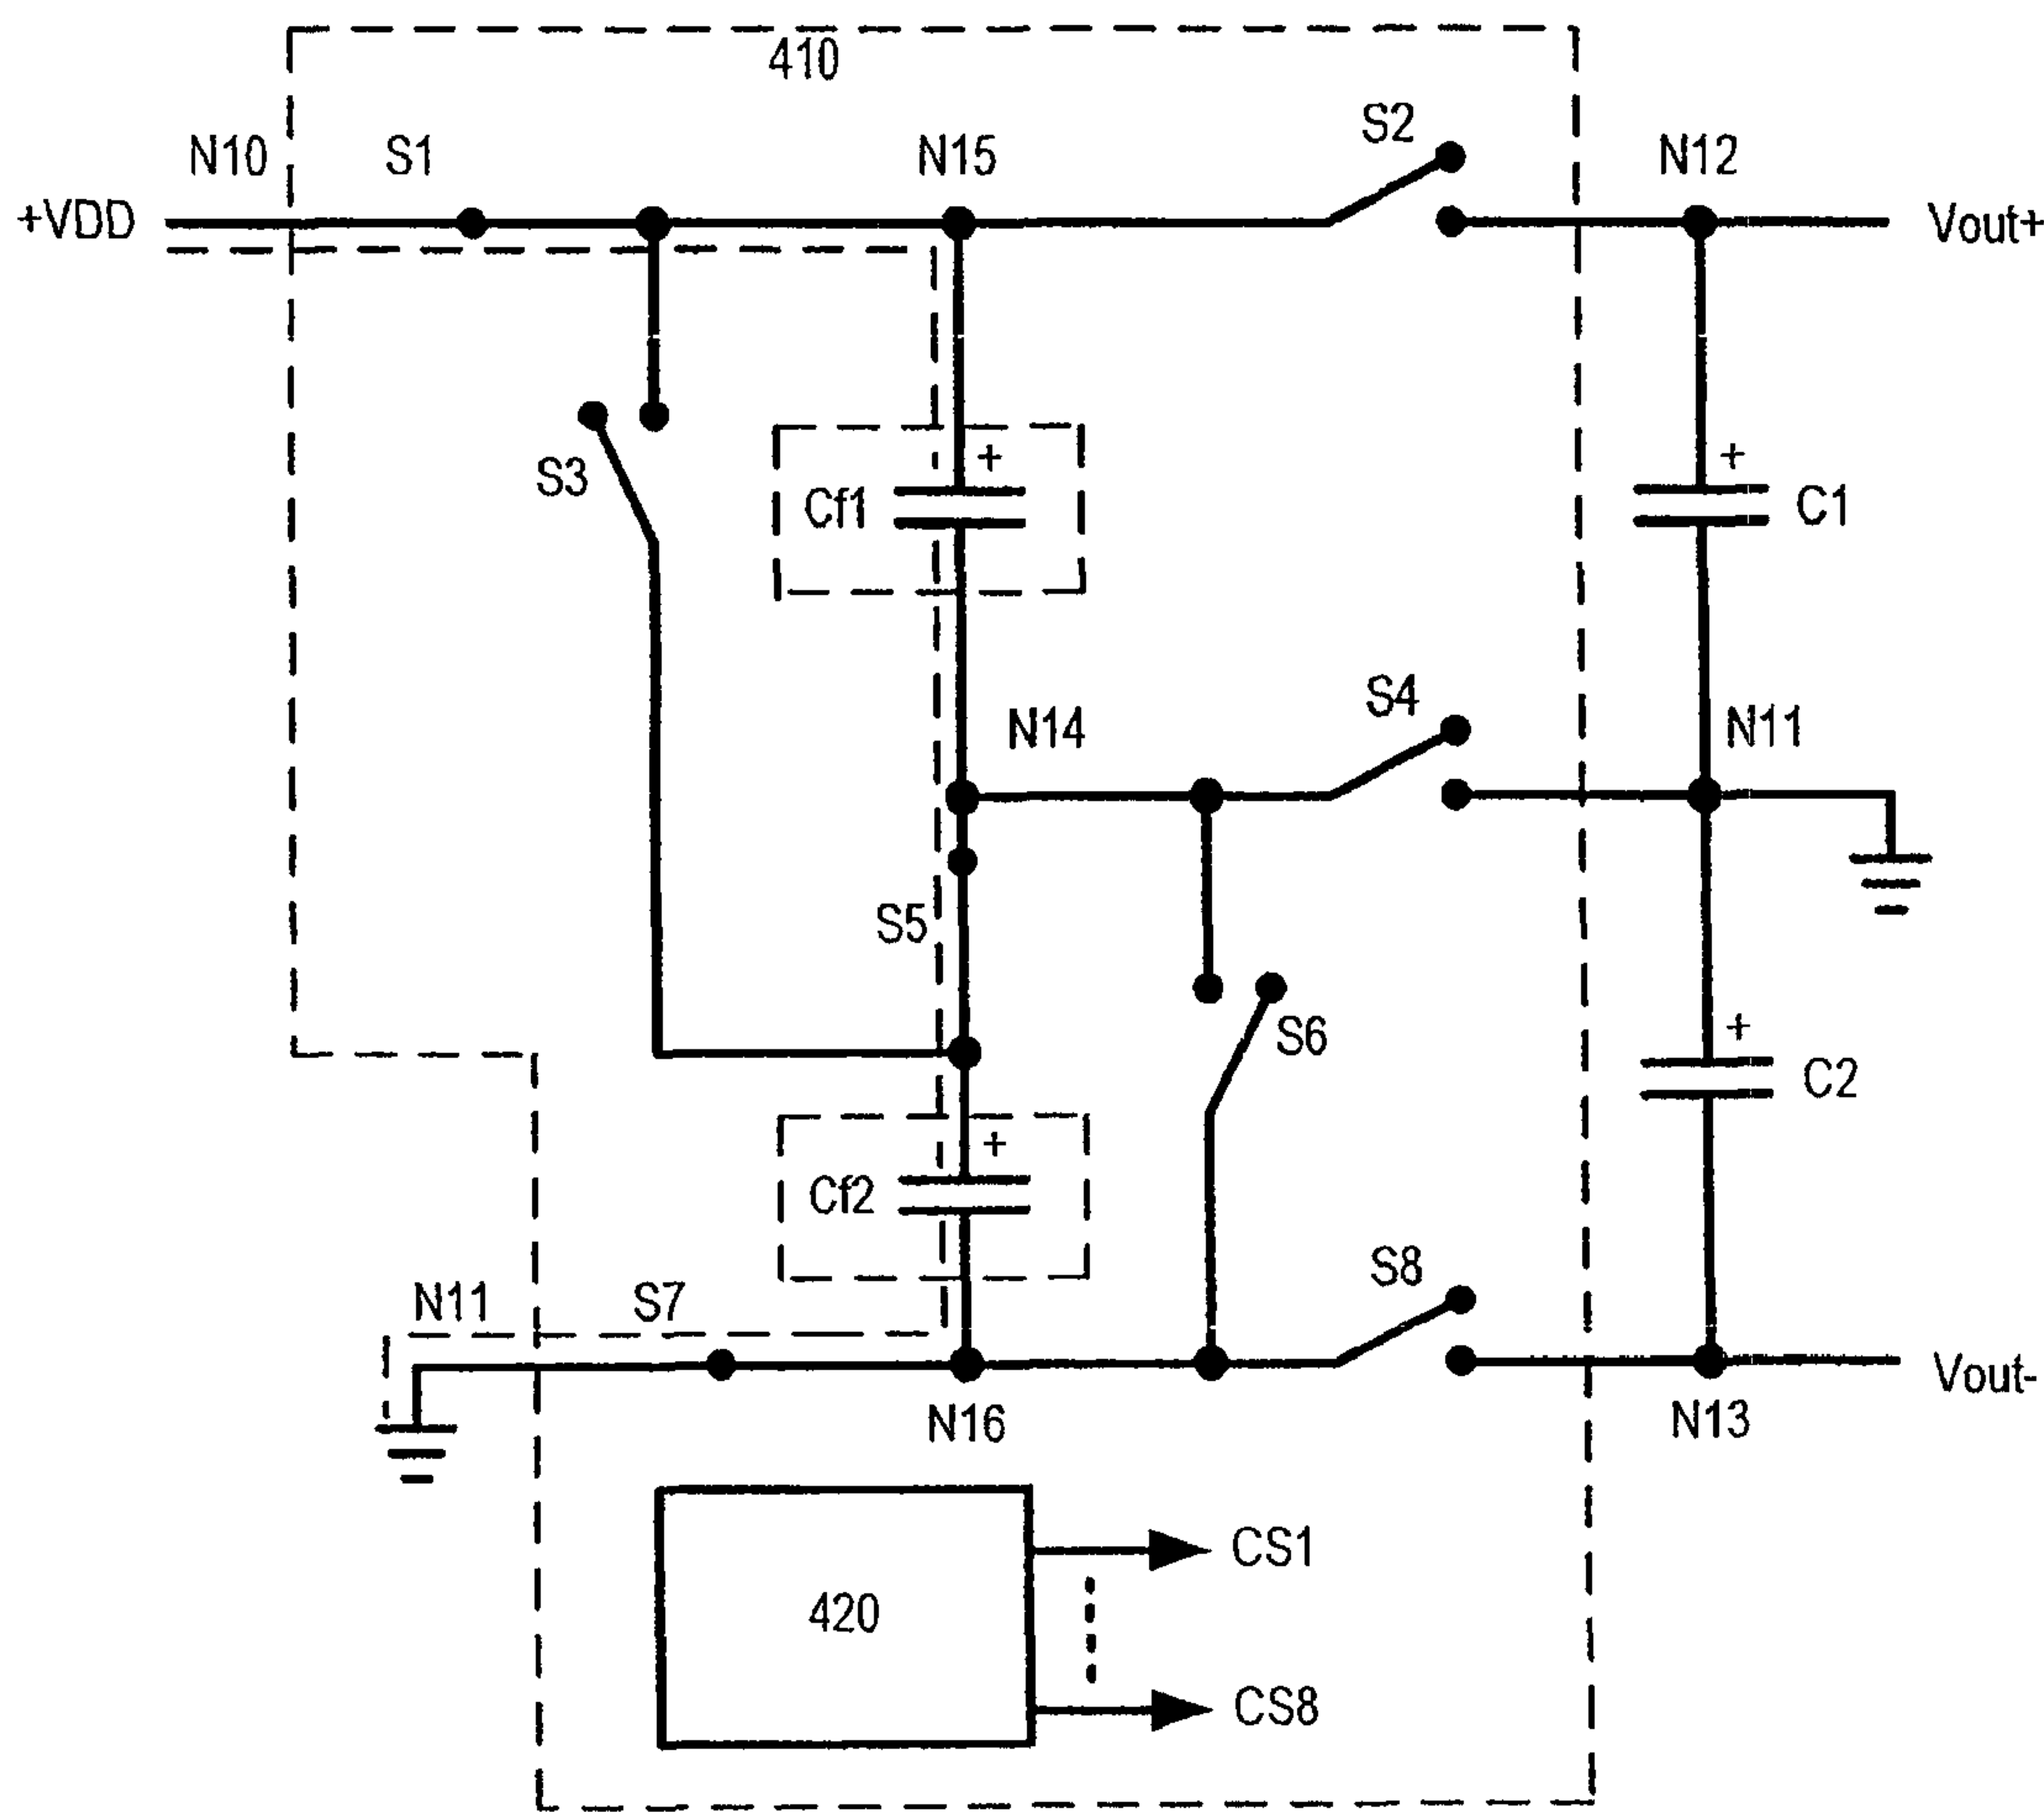 410
S2
N10 S1 N15 N12
+VDD Vout+
+ +
S3 Cf1 C1
S4
N14 N11
S5
+
S6
+
C2
Cf2
S8
N11 S7
Vout-
N16 N13
CS1
420
CS8